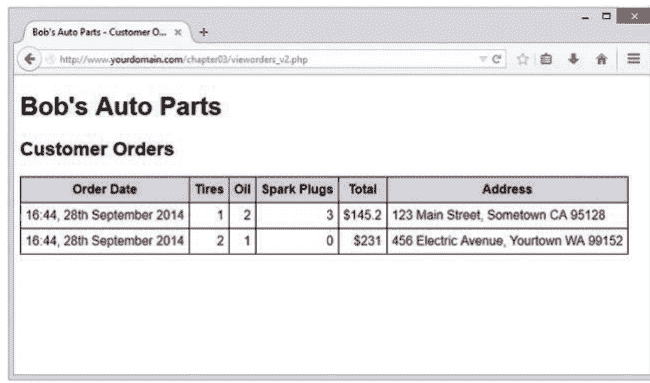 Bob's Auto Parts - Customer O...
http://www.yourdomain.com/chapter03/vieworders_v2.php
Bob's Auto Parts
Customer Orders
Order Date Tires Oil Spark Plugs Total Address
16:44, 28th September 2014 1 2 3 $145.2 123 Main Street, Sometown CA 95128
16:44, 28th September 2014 2 1 0 $231 456 Electric Avenue, Yourtown WA 99152